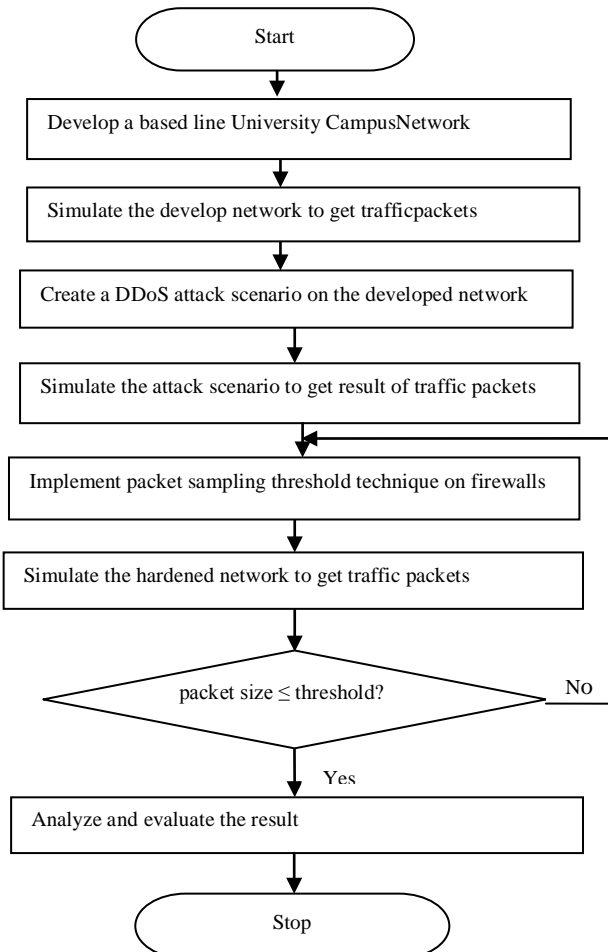 Start
Develop a based line University CampusNetwork
Simulate the develop network to get trafficpackets
Create a DDoS attack scenario on the developed network
Simulate the attack scenario to get result of traffic packets
Implement packet sampling threshold technique on firewalls
Simulate the hardened network to get traffic packets
packet size ≤ threshold?
No
Yes
Analyze and evaluate the result
Stop